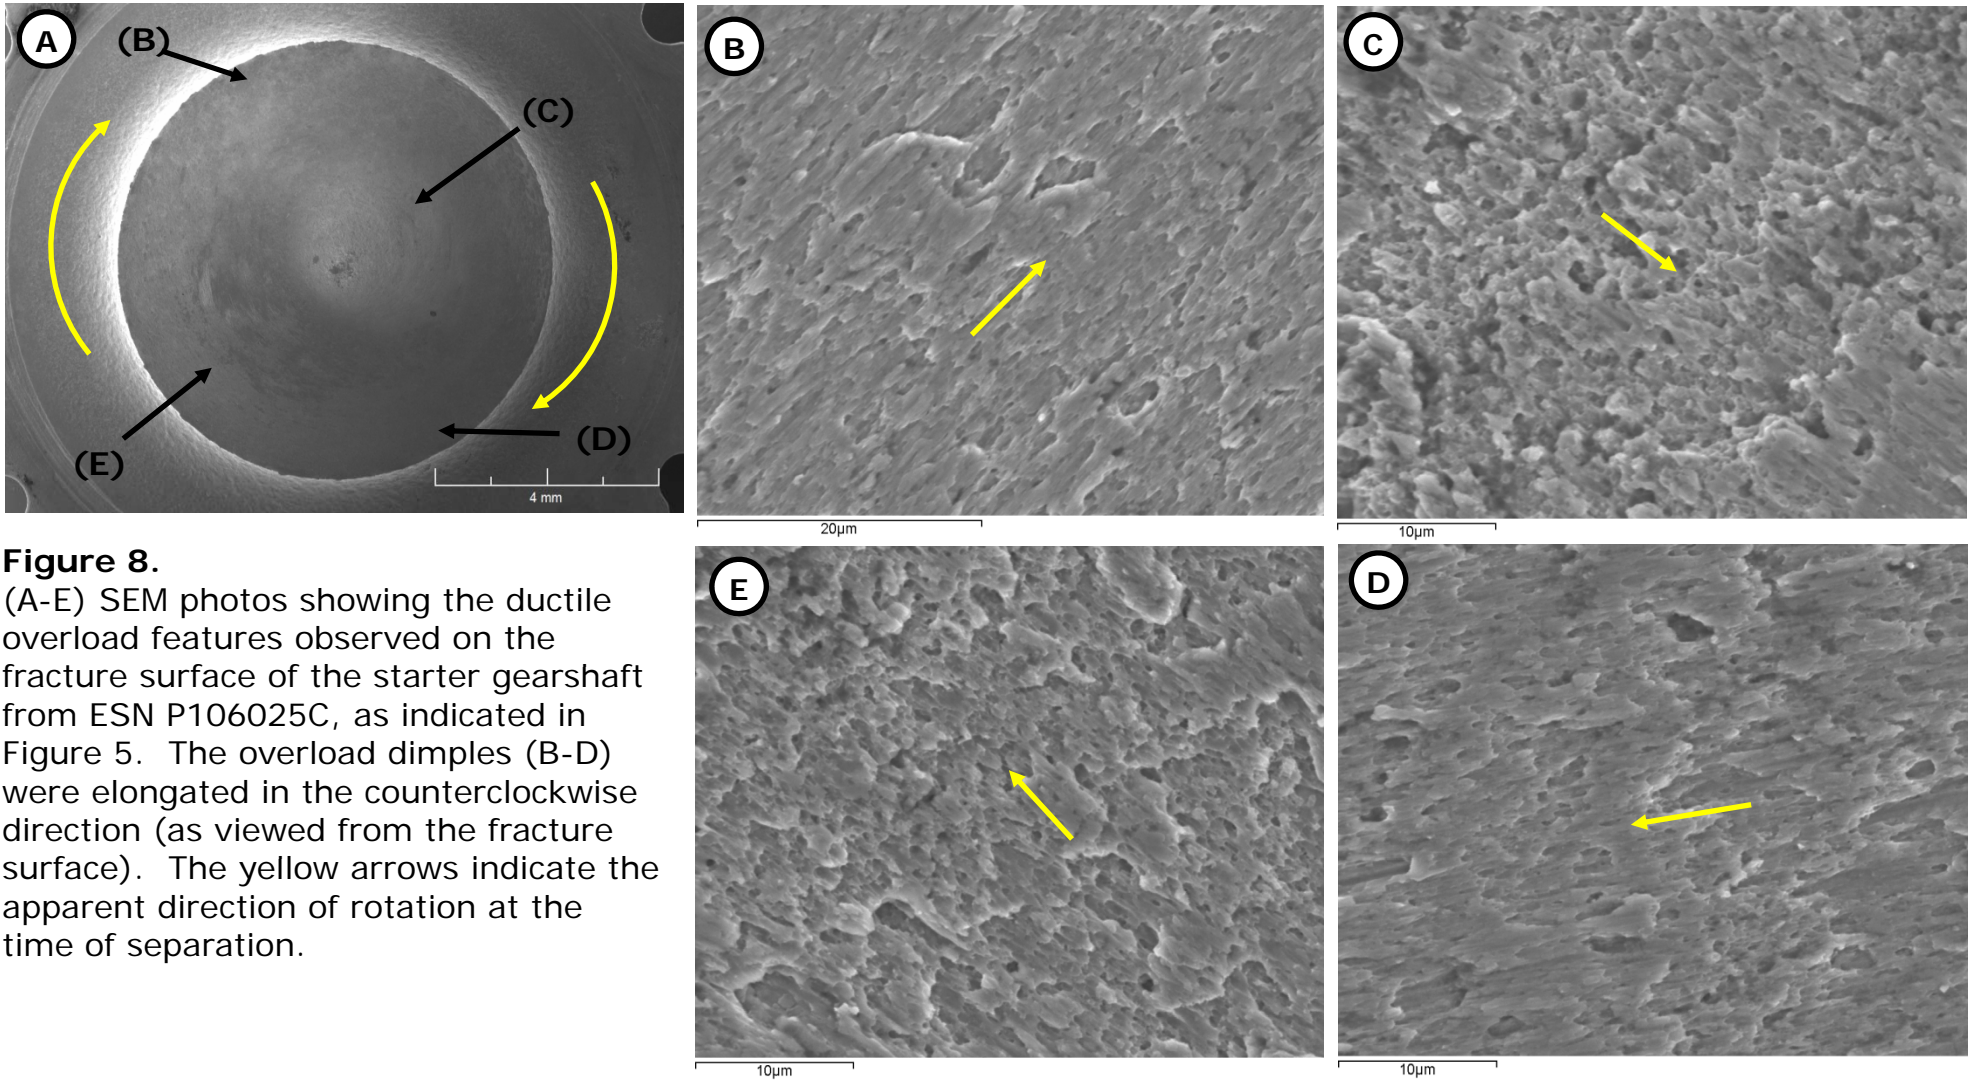 A
(B)
(C)
(D)
(E)
4 mm
B
20µm
C
10µm
Figure 8.
(A-E) SEM photos showing the ductile
overload features observed on the
fracture surface of the starter gearshaft
from ESN P106025C, as indicated in
Figure 5. The overload dimples (B-D)
were elongated in the counterclockwise
direction (as viewed from the fracture
surface). The yellow arrows indicate the
apparent direction of rotation at the
time of separation.
E
10µm
D
10µm